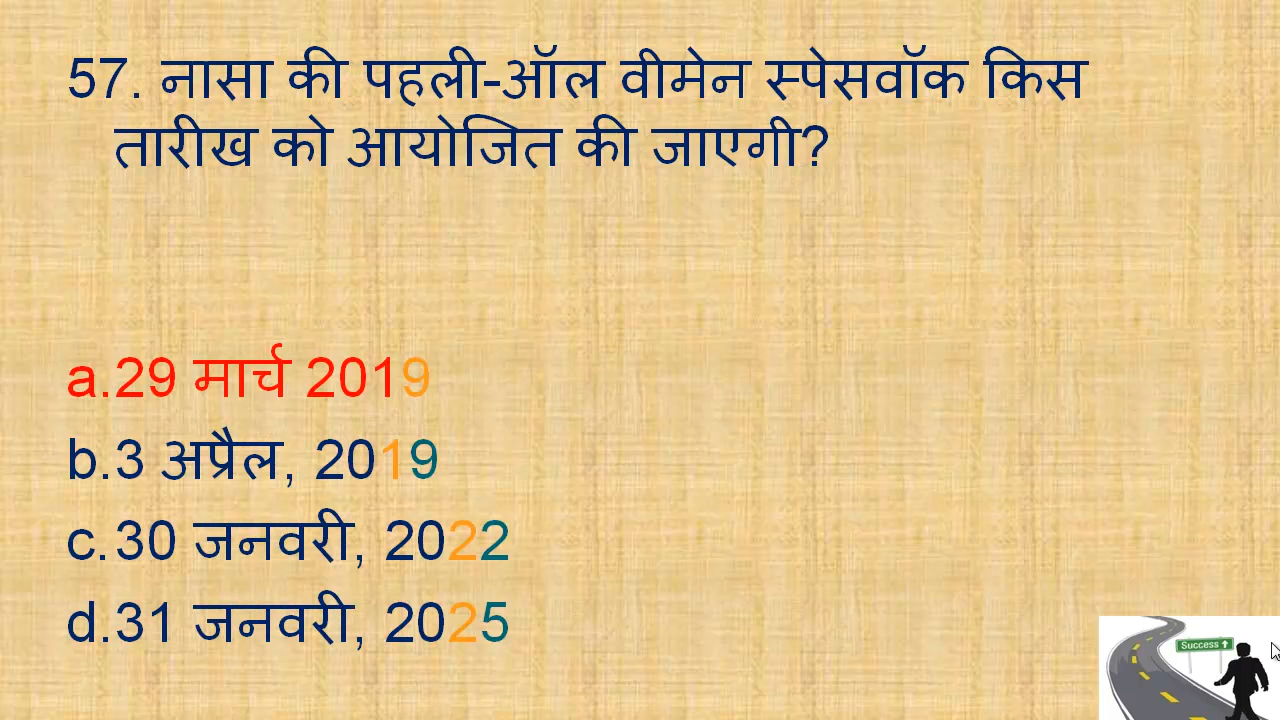 57. नासा की पहली-ऑल वीमेन स्पेसवॉक किस
तारीख को आयोजित की जाएगी?
a.29 मार्च 2019
b.3 अप्रैल, 2019
c.30 जनवरी, 2022
d.31 जनवरी, 2025
Success